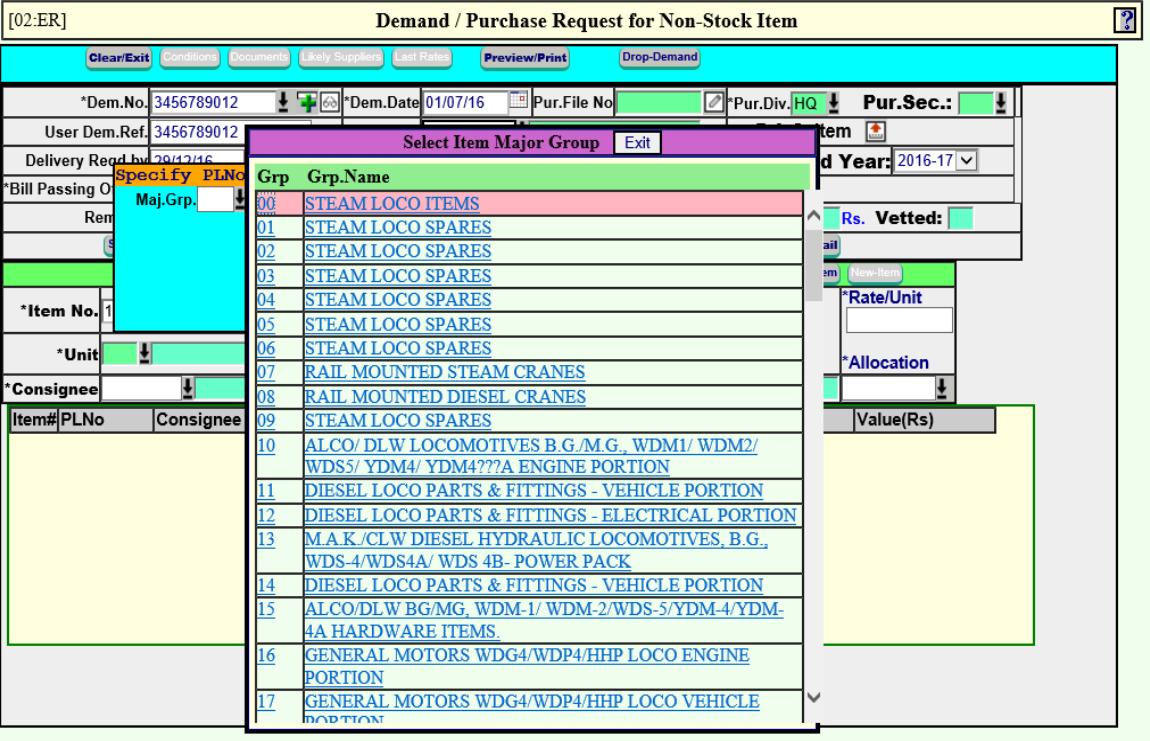 [02:ER] Demand / Purchase Request for Non-Stock Item ?
Clear/Exit Conditions Documents Likely Suppliers Last Rates Preview/Print Drop-Demand
*Dem.No. 3456789012 *Dem.Date 01/07/16 Pur.File No *Pur.Div. HQ Pur.Sec.:
User Dem.Ref. 3456789012
Delivery Reqd by 29/12/16 Year: 2016-17
*Bill Passing
Rs. Vetted:
Select Item Major Group Exit
Specify PLNo
Maj.Grp.
Grp Grp.Name
00 STEAM LOCO ITEMS
01 STEAM LOCO SPARES
02 STEAM LOCO SPARES
03 STEAM LOCO SPARES
04 STEAM LOCO SPARES
05 STEAM LOCO SPARES
06 STEAM LOCO SPARES
07 RAIL MOUNTED STEAM CRANES
08 RAIL MOUNTED DIESEL CRANES
09 STEAM LOCO SPARES
10 ALCO/ DLW LOCOMOTIVES B.G./M.G., WDM1/ WDM2/
WDS5/ YDM4/ YDM4???A ENGINE PORTION
11 DIESEL LOCO PARTS & FITTINGS - VEHICLE PORTION
12 DIESEL LOCO PARTS & FITTINGS - ELECTRICAL PORTION
13 M.A.K./CLW DIESEL HYDRAULIC LOCOMOTIVES, B.G.,
WDS-4/WDS4A/ WDS 4B- POWER PACK
14 DIESEL LOCO PARTS & FITTINGS - VEHICLE PORTION
15 ALCO/DLW BG/MG, WDM-1/ WDM-2/WDS-5/YDM-4/YDM-
4A HARDWARE ITEMS.
16 GENERAL MOTORS WDG4/WDP4/HHP LOCO ENGINE
PORTION
17 GENERAL MOTORS WDG4/WDP4/HHP LOCO VEHICLE
PORTION
New-Item
*Item No. 1 *Rate/Unit
*Unit *Allocation
*Consignee
Item# PLNo Consignee Value(Rs)